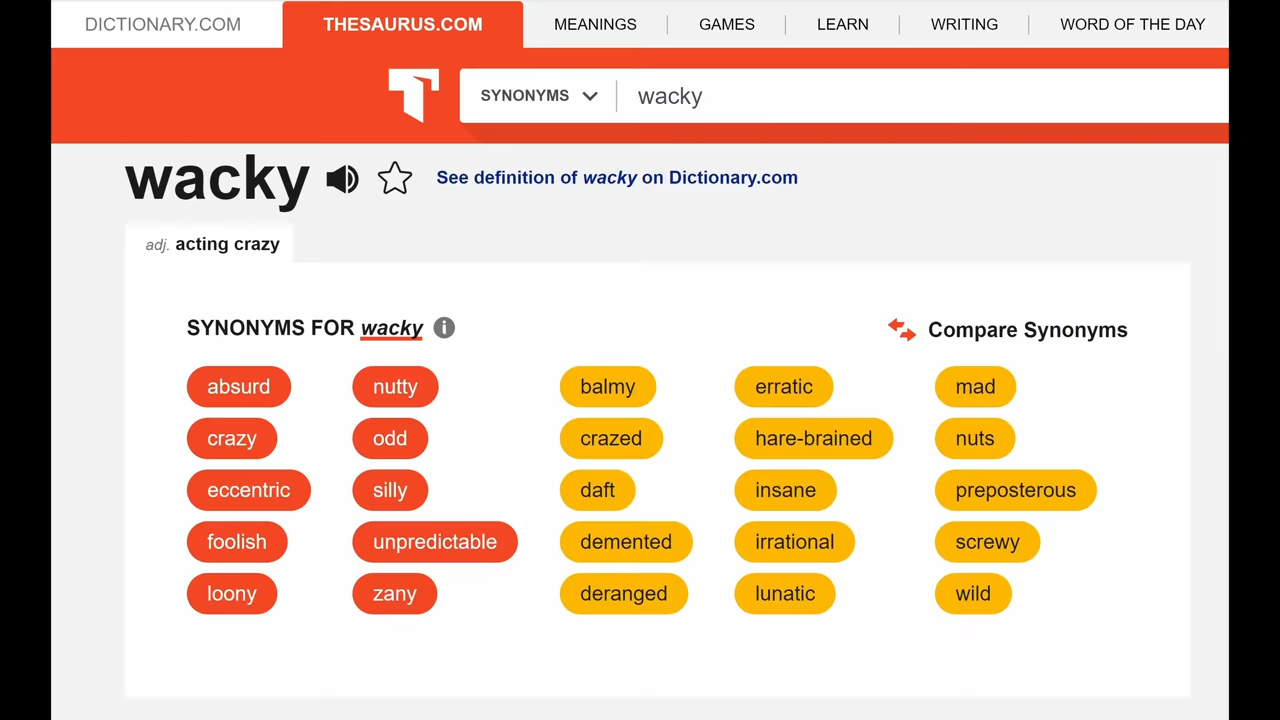 DICTIONARY.COM THESAURUS.COM MEANINGS GAMES LEARN WRITING WORD OF THE DAY
SYNONYMS wacky
wacky See definition of wacky on Dictionary.com
adj. acting crazy
SYNONYMS FOR wacky Compare Synonyms
absurd nutty balmy erratic mad
crazy odd crazed hare-brained nuts
eccentric silly daft insane preposterous
foolish unpredictable demented irrational screwy
loony zany deranged lunatic wild